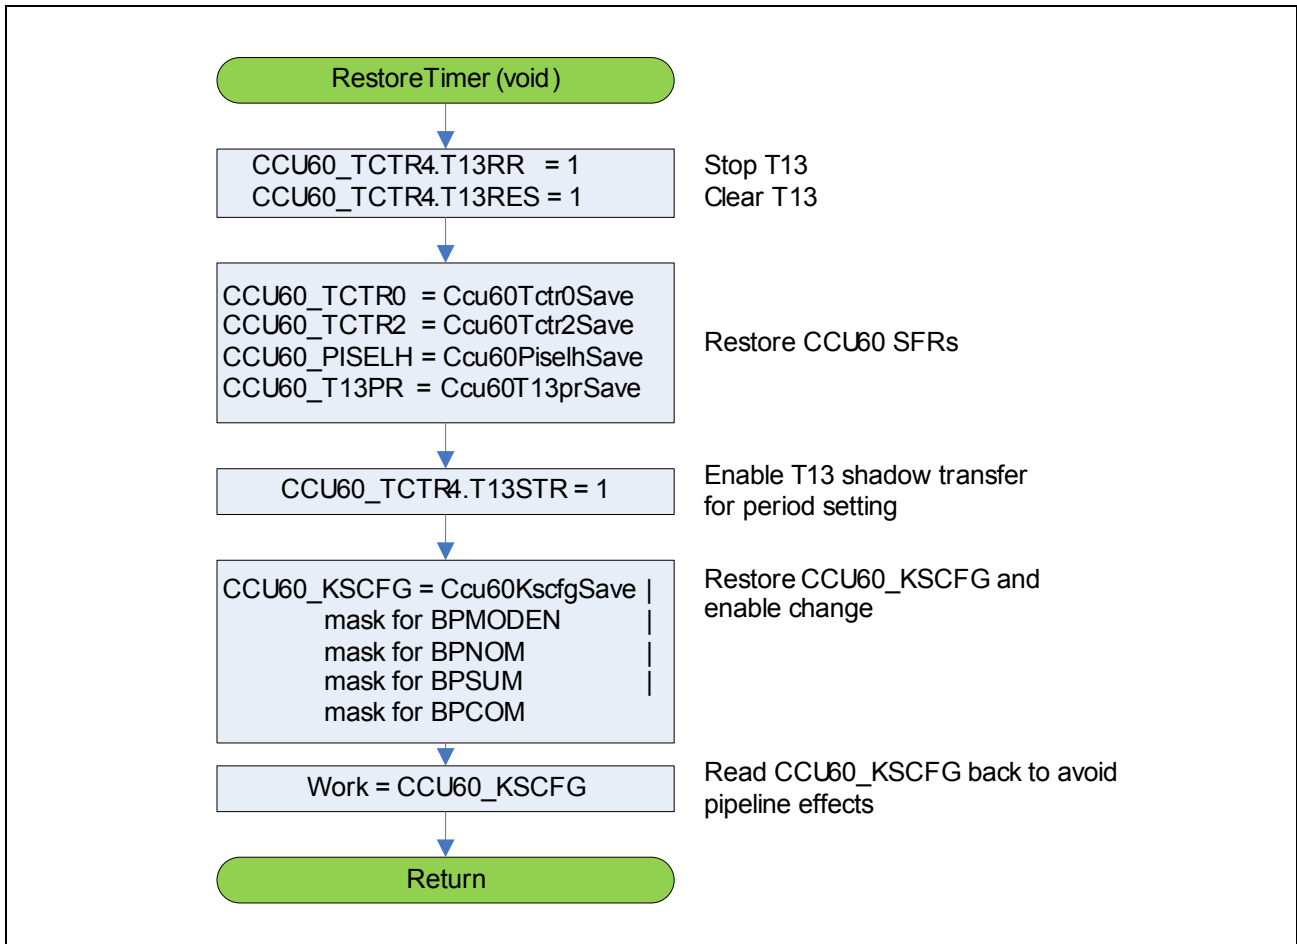 RestoreTimer (void)
CCU60_TCTR4.T13RR = 1
CCU60_TCTR4.T13RES = 1
Stop T13
Clear T13
CCU60_TCTR0 = Ccu60Tctr0Save
CCU60_TCTR2 = Ccu60Tctr2Save
CCU60_PISELH = Ccu60PiselhSave
CCU60_T13PR = Ccu60T13prSave
Restore CCU60 SFRs
CCU60_TCTR4.T13STR = 1
Enable T13 shadow transfer
for period setting
CCU60_KSCFG = Ccu60KscfgSave |
mask for BPMODEN |
mask for BPNOM |
mask for BPSUM |
mask for BPCOM
Restore CCU60_KSCFG and
enable change
Work = CCU60_KSCFG
Read CCU60_KSCFG back to avoid
pipeline effects
Return